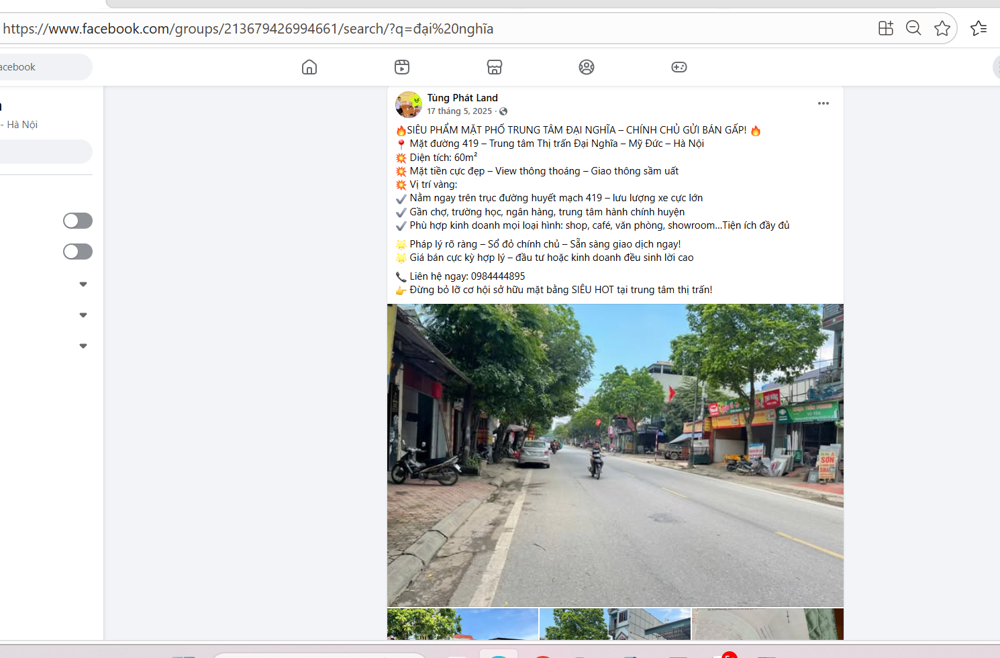 https://www.facebook.com/groups/213679426994661/search/?q=đại%20nghĩa
acebook
- Hà Nội
Tùng Phát Land
17 tháng 5, 2025 ·
🔥SIÊU PHẨM MẶT PHỐ TRUNG TÂM ĐẠI NGHĨA – CHÍNH CHỦ GỬI BÁN GẤP! 🔥
📍 Mặt đường 419 – Trung tâm Thị trấn Đại Nghĩa – Mỹ Đức – Hà Nội
💥 Diện tích: 60m²
💥 Mặt tiền cực đẹp – View thông thoáng – Giao thông sầm uất
💥 Vị trí vàng:
✔️ Nằm ngay trên trục đường huyết mạch 419 – lưu lượng xe cực lớn
✔️ Gần chợ, trường học, ngân hàng, trung tâm hành chính huyện
✔️ Phù hợp kinh doanh mọi loại hình: shop, café, văn phòng, showroom...Tiện ích đầy đủ
🌟 Pháp lý rõ ràng – Sổ đỏ chính chủ – Sẵn sàng giao dịch ngay!
🌟 Giá bán cực kỳ hợp lý – đầu tư hoặc kinh doanh đều sinh lời cao
📞 Liên hệ ngay: 0984444895
👉 Đừng bỏ lỡ cơ hội sở hữu mặt bằng SIÊU HOT tại trung tâm thị trấn!
SƠN